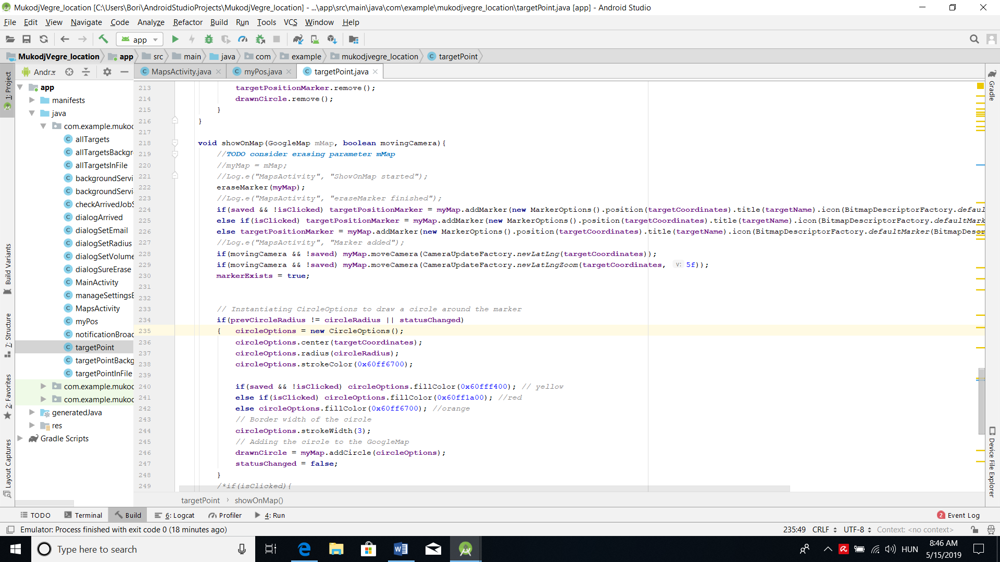 MukodjVegre_location [C:\Users\Bori\AndroidStudioProjects\MukodjVegre_location] - ...\app\src\main\java\com\example\mukodjvegre_location\targetPoint.java [app] - Android Studio
File Edit View Navigate Code Analyze Refactor Build Run Tools VCS Window Help
app
MukodjVegre_location app src main java com example mukodjvegre_location targetPoint
Andr.. MapsActivity.java myPos.java targetPoint.java
1: Project
Build Variants
7: Structure
2: Favorites
Layout Captures
app
manifests
java
com.example.mukod
allTargets
allTargetsBackgr
allTargetsInFile
backgroundServi
backgroundServi
checkArrivedJobS
dialogArrived
dialogSetEmail
dialogSetRadius
dialogSetVolume
dialogSureErase
MainActivity
manageSettingsE
MapsActivity
myPos
notificationBroad
targetPoint
targetPointBackg
targetPointInFile
com.example.mukod
com.example.mukod
generatedJava
res
Gradle Scripts
213 targetPositionMarker.remove();
214 drawnCircle.remove();
215 }
216 }
217
218 void showOnMap(GoogleMap mMap, boolean movingCamera){
219 //TODO consider erasing parameter mMap
220 //myMap = mMap;
221 //Log.e("MapsActivity", "ShowOnMap started");
222 eraseMarker(myMap);
223 //Log.e("MapsActivity", "eraseMarker finished");
224 if(saved && !isClicked) targetPositionMarker = myMap.addMarker(new MarkerOptions().position(targetCoordinates).title(targetName).icon(BitmapDescriptorFactory.defaul
225 else if(isClicked) targetPositionMarker = myMap.addMarker(new MarkerOptions().position(targetCoordinates).title(targetName).icon(BitmapDescriptorFactory.defaultMark
226 else targetPositionMarker = myMap.addMarker(new MarkerOptions().position(targetCoordinates).title(targetName).icon(BitmapDescriptorFactory.defaultMarker(BitmapDescr
227 //Log.e("MapsActivity", "Marker added");
228 if(movingCamera && !saved) myMap.moveCamera(CameraUpdateFactory.newLatLng(targetCoordinates));
229 if(movingCamera && !saved) myMap.moveCamera(CameraUpdateFactory.newLatLngZoom(targetCoordinates, v: 5f));
230 markerExists = true;
231
232
233 // Instantiating CircleOptions to draw a circle around the marker
234 if(prevCircleRadius != circleRadius || statusChanged)
235 { circleOptions = new CircleOptions();
236 circleOptions.center(targetCoordinates);
237 circleOptions.radius(circleRadius);
238 circleOptions.strokeColor(0x60ff6700);
239
240 if(saved && !isClicked) circleOptions.fillColor(0x60fff400); // yellow
241 else if(isClicked) circleOptions.fillColor(0x60ff1a00); //red
242 else circleOptions.fillColor(0x60ff6700); //orange
243 // Border width of the circle
244 circleOptions.strokeWidth(3);
245 // Adding the circle to the GoogleMap
246 drawnCircle = myMap.addCircle(circleOptions);
247 statusChanged = false;
248 }
249 /*if(isClicked){
targetPoint › showOnMap()
Gradle
Device File Explorer
TODO Terminal Build 6: Logcat Profiler 4: Run 2 Event Log
Emulator: Process finished with exit code 0 (18 minutes ago) 235:49 CRLF UTF-8 Context: <no context>
Type here to search HUN 8:46 AM
5/15/2019